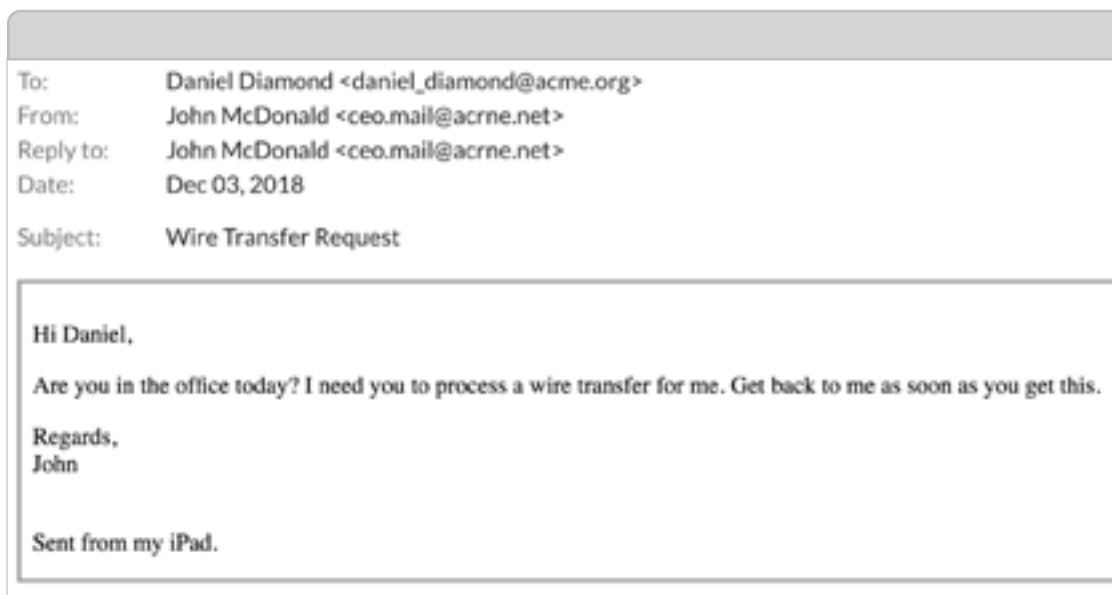 To: Daniel Diamond <daniel_diamond@acme.org>
From: John McDonald <ceo.mail@acrne.net>
Reply to: John McDonald <ceo.mail@acrne.net>
Date: Dec 03, 2018
Subject: Wire Transfer Request
Hi Daniel,
Are you in the office today? I need you to process a wire transfer for me. Get back to me as soon as you get this.
Regards,
John
Sent from my iPad.